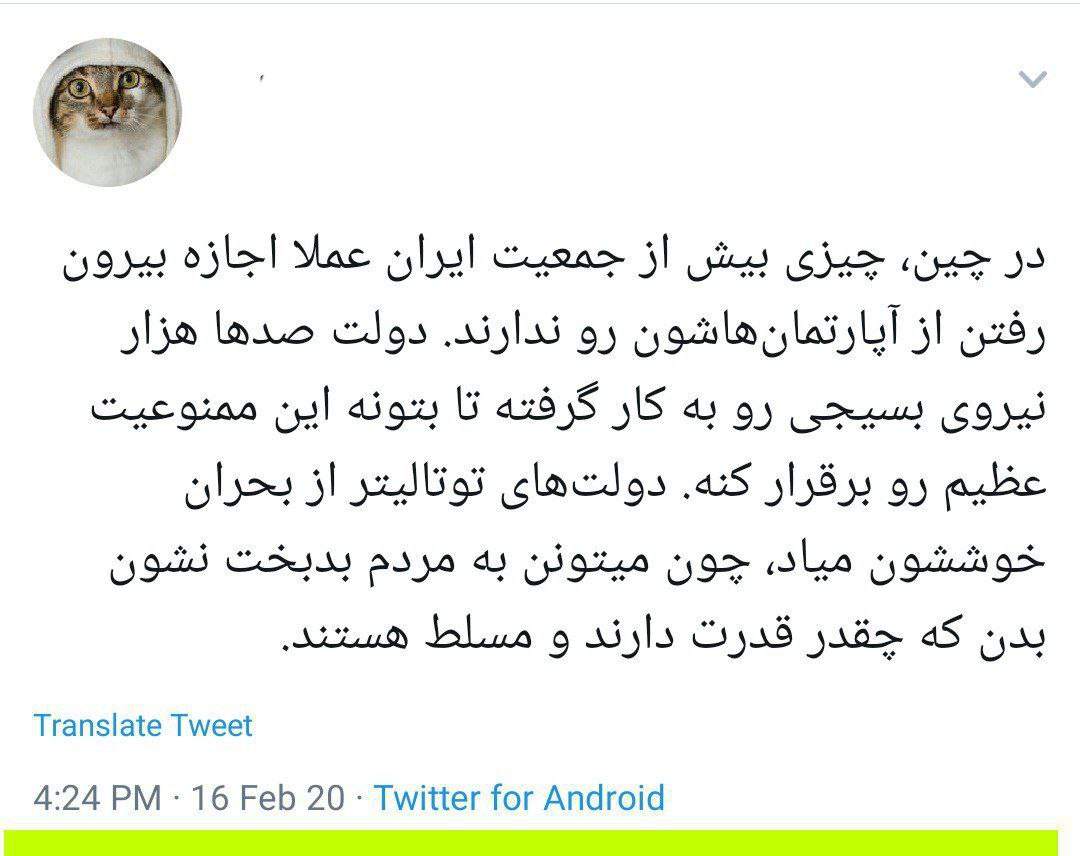 در چین، چیزی بیش از جمعیت ایران عملا اجازه بیرون
رفتن از آپارتمان‌هاشون رو ندارند. دولت صدها هزار
نیروی بسیجی رو به کار گرفته تا بتونه این ممنوعیت
عظیم رو برقرار کنه. دولت‌های توتالیتر از بحران
خوششون میاد، چون میتونن به مردم بدبخت نشون
بدن که چقدر قدرت دارند و مسلط هستند.
Translate Tweet
4:24 PM · 16 Feb 20 · Twitter for Android